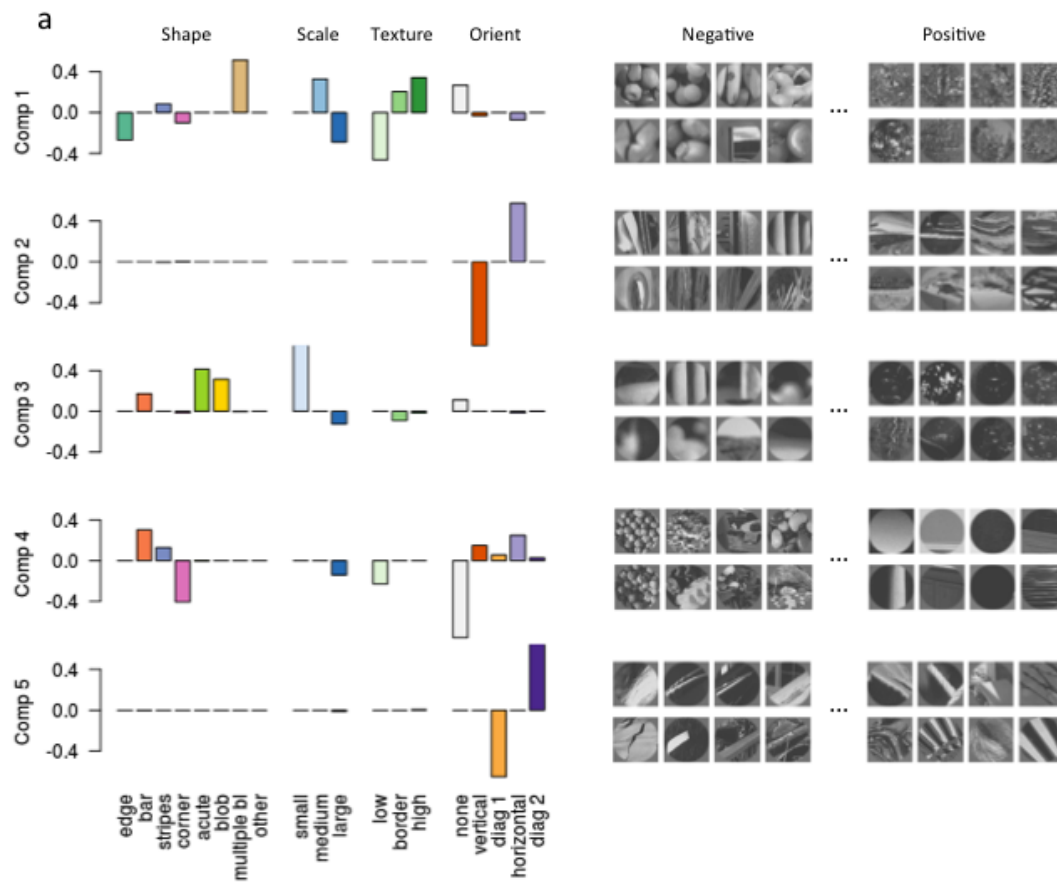 a
Shape Scale Texture Orient Negative Positive
Comp 1
0.4
0.0
-0.4
...
Comp 2
0.4
0.0
-0.4
...
Comp 3
0.4
0.0
-0.4
...
Comp 4
0.4
0.0
-0.4
...
Comp 5
0.4
0.0
-0.4
...
edge
bar
stripes
corner
acute
blob
multiple bl
other
small
medium
large
low
border
high
none
vertical
diag 1
horizontal
diag 2